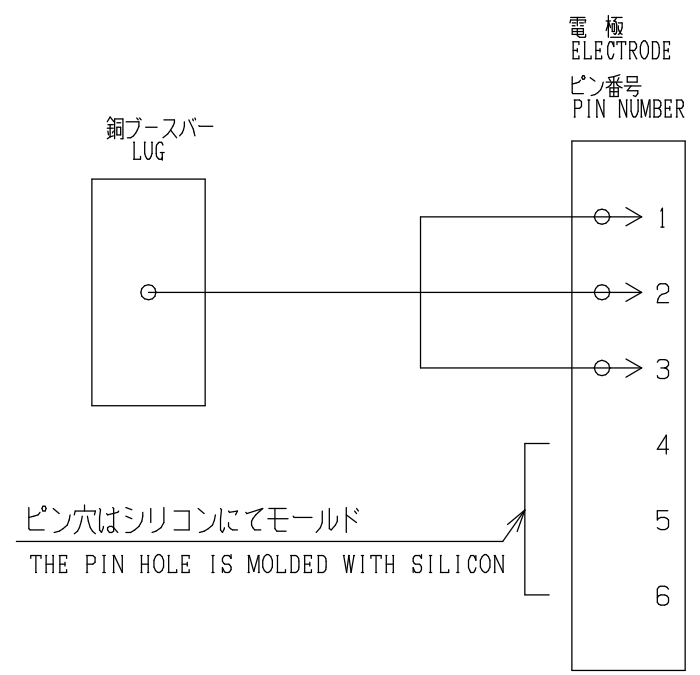 電極
ELECTRODE
ピン番号
PIN NUMBER
銅ブースバー
LUG
1
2
3
4
5
6
ピン穴はシリコンにてモールド
THE PIN HOLE IS MOLDED WITH SILICON